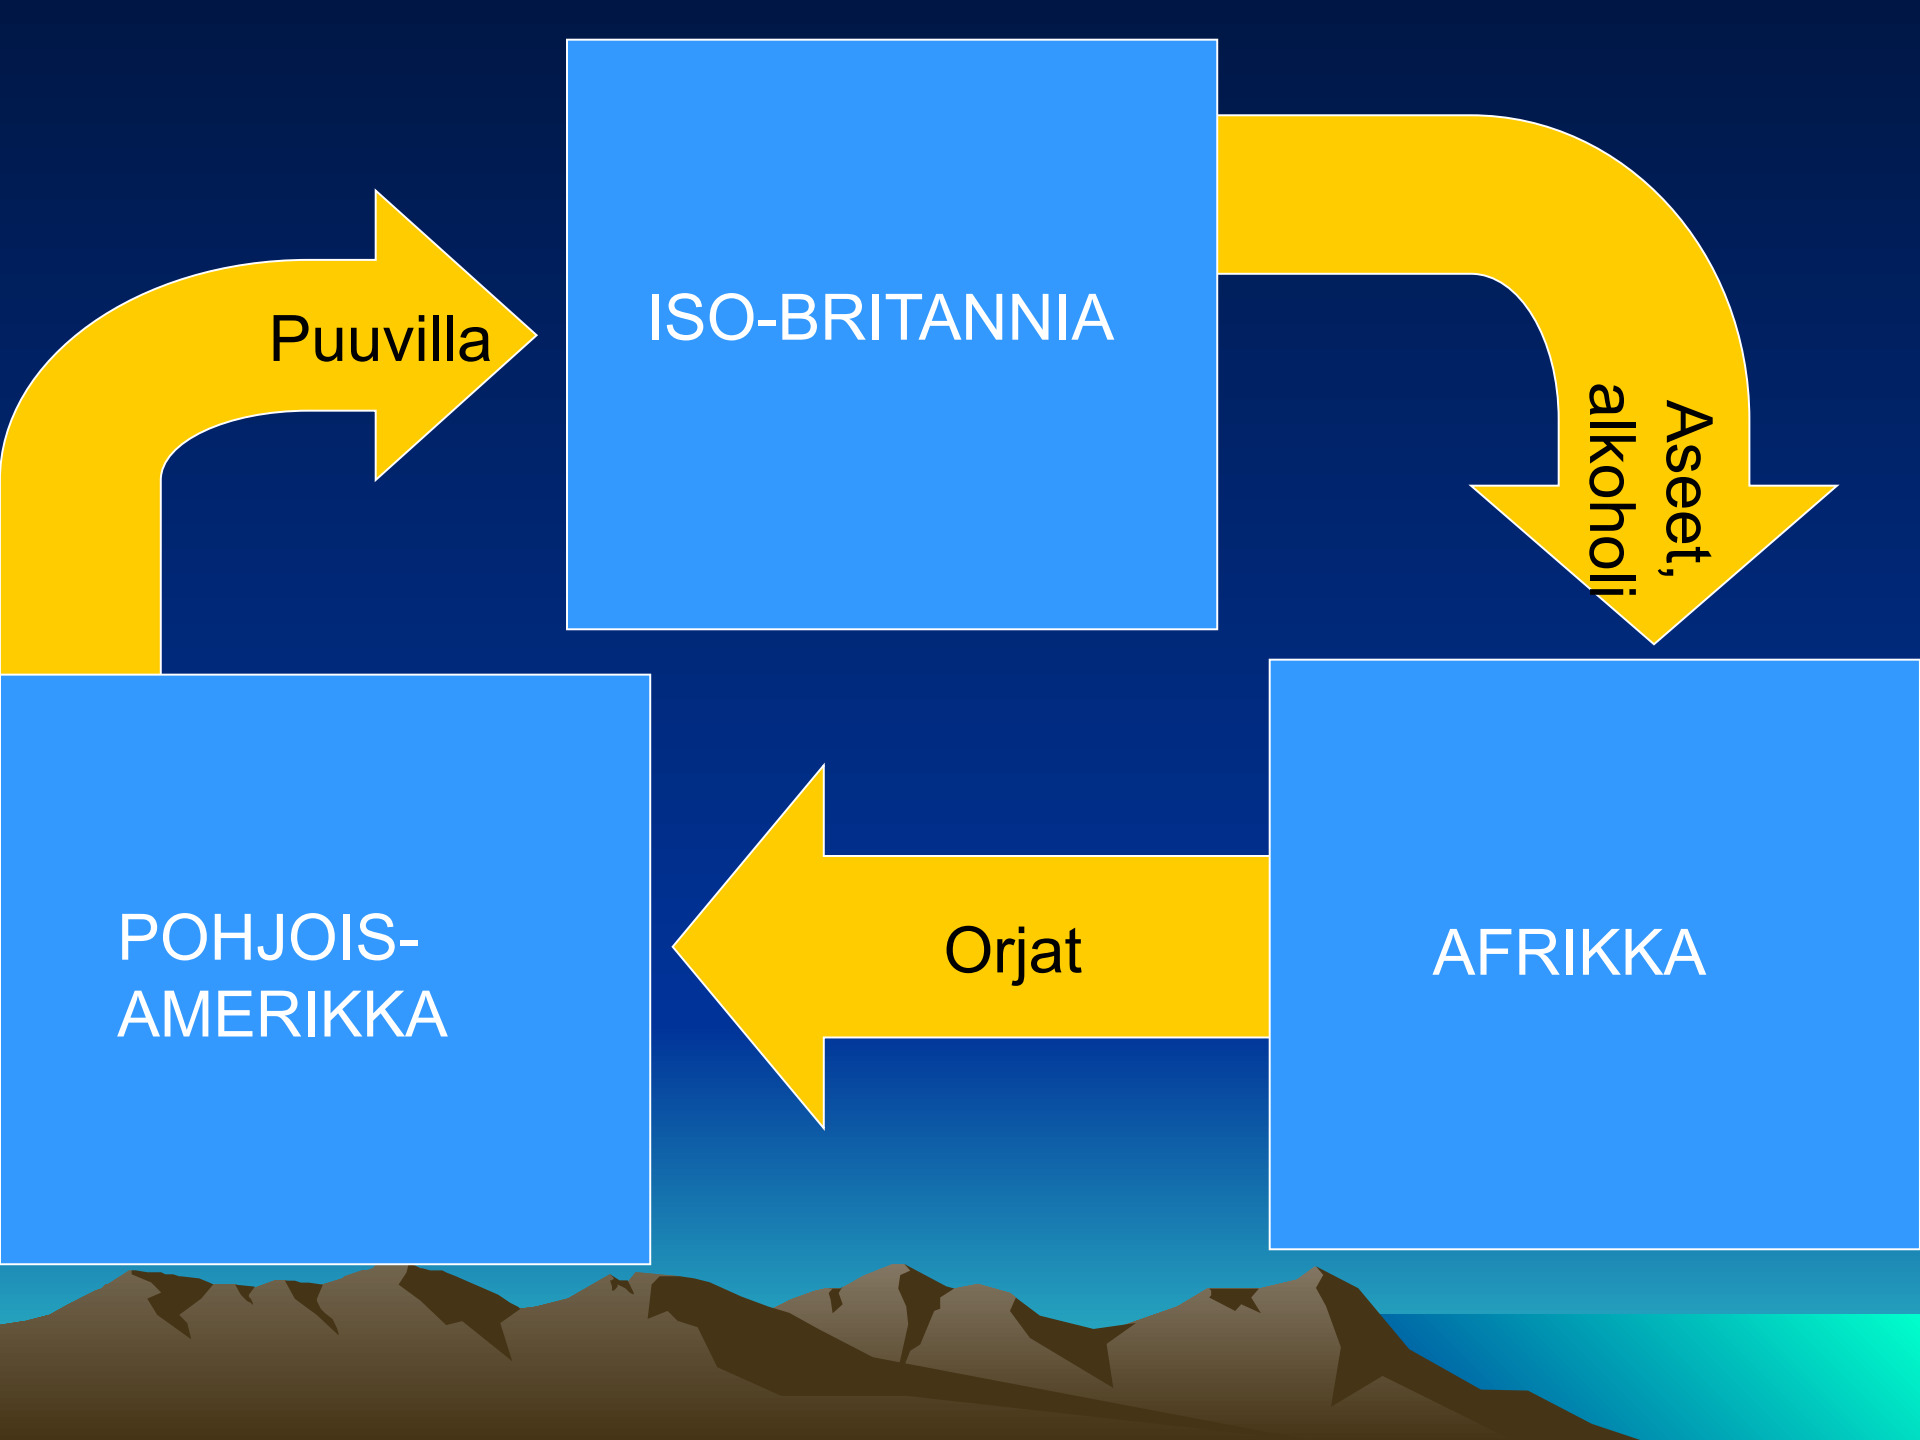 ISO-BRITANNIA
Puuvilla
Aseet,
alkoholi
POHJOIS-
AMERIKKA
Orjat
AFRIKKA